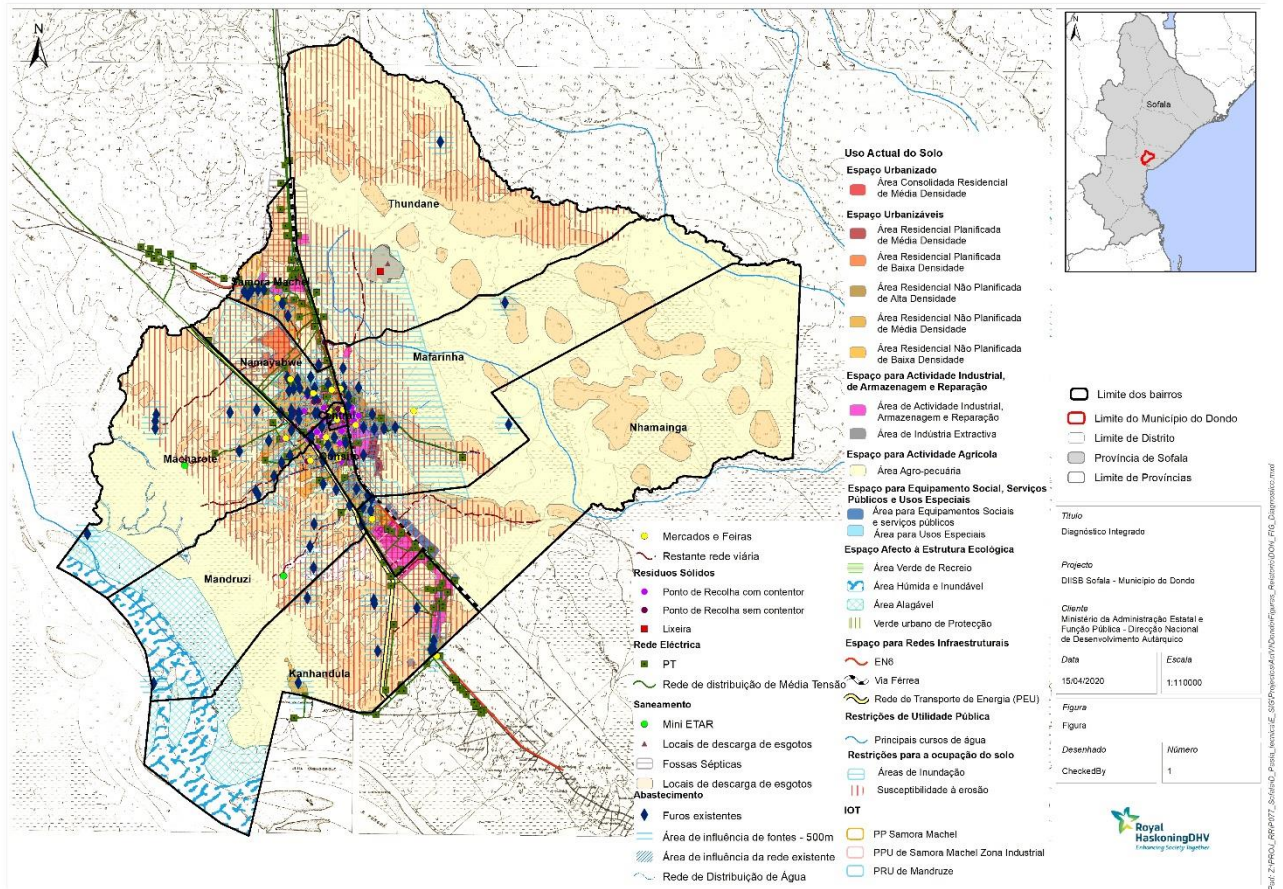 N
Thundane
Samora Machel
Namayabwe
Mafarinha
Nhamainga
Macharote
Mandruzi
Kanhandula
Mercados e Feiras
Restante rede viária
Resíduos Sólidos
Ponto de Recolha com contentor
Ponto de Recolha sem contentor
Lixeira
Rede Eléctrica
PT
Rede de distribuição de Média Tensão
Saneamento
Mini ETAR
Locais de descarga de esgotos
Fossas Sépticas
Locais de descarga de esgotos
Abastecimento
Furos existentes
Área de influência de fontes - 500m
Área de influência da rede existente
Rede de Distribuição de Água
Uso Actual do Solo
Espaço Urbanizado
Área Consolidada Residencial
de Média Densidade
Espaço Urbanizáveis
Área Residencial Planificada
de Média Densidade
Área Residencial Planificada
de Baixa Densidade
Área Residencial Não Planificada
de Alta Densidade
Área Residencial Não Planificada
de Média Densidade
Área Residencial Não Planificada
de Baixa Densidade
Espaço para Actividade Industrial,
de Armazenagem e Reparação
Área de Actividade Industrial,
Armazenagem e Reparação
Área de Indústria Extractiva
Espaço para Actividade Agrícola
Área Agro-pecuária
Espaço para Equipamento Social, Serviços
Públicos e Usos Especiais
Área para Equipamentos Sociais
e serviços públicos
Área para Usos Especiais
Espaço Afecto à Estrutura Ecológica
Área Verde de Recreio
Área Húmida e Inundável
Área Alagável
Verde urbano de Protecção
Espaço para Redes Infraestruturais
EN6
Via Férrea
Rede de Transporte de Energia (PEU)
Restrições de Utilidade Pública
Principais cursos de água
Restrições para a ocupação do solo
Áreas de Inundação
Susceptibilidade à erosão
IOT
PP Samora Machel
PPU de Samora Machel Zona Industrial
PRU de Mandruze
N
Sofala
Limite dos bairros
Limite do Município do Dondo
Limite de Distrito
Província de Sofala
Limite de Províncias
Título
Diagnóstico Integrado
Projecto
DIISB Sofala - Município do Dondo
Cliente
Ministério da Administração Estatal e
Função Pública - Direcção Nacional
de Desenvolvimento Autárquico
Data
15/04/2020
Escala
1:110000
Figura
Figura
Desenhado
CheckedBy
Número
1
Royal
HaskoningDHV
Enhancing Society Together